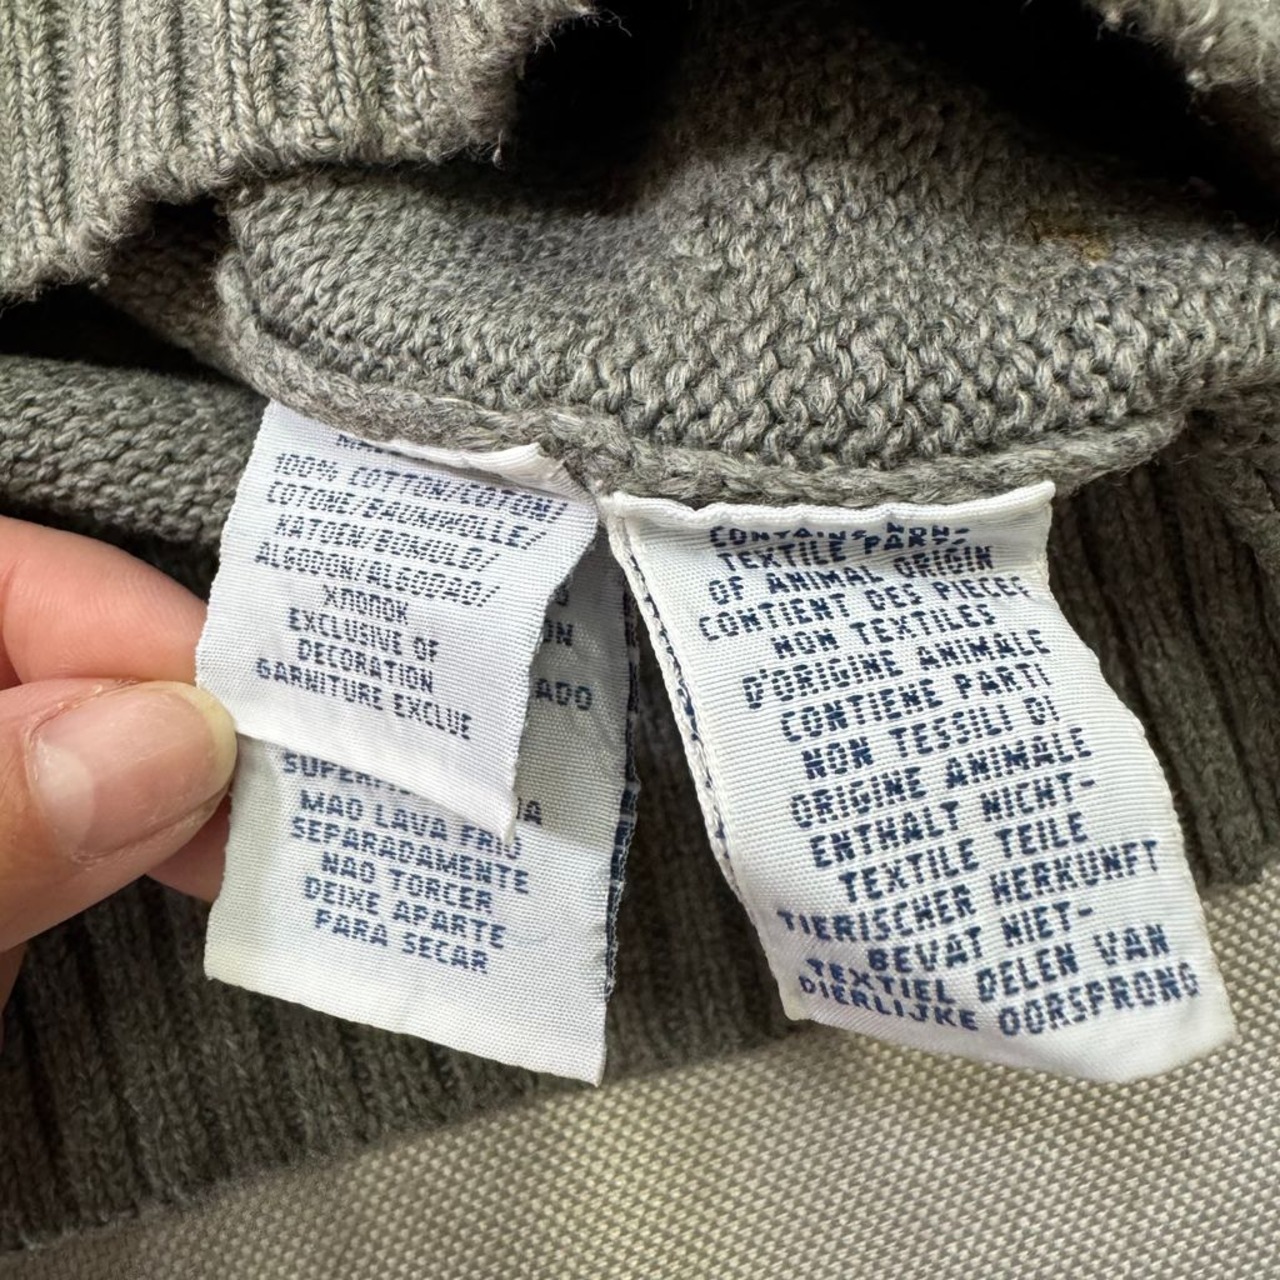 100% COTTON/COTON/
COTONE/BAUMWOLLE/
KATOEN/BOMULD/
ALGODON/ALGODAO/
ХЛОПОК
EXCLUSIVE OF
DECORATION
GARNITURE EXCLUE
ADO
MAO LAVA FRIO
SEPARADAMENTE
NAO TORCER
DEIXE APARTE
PARA SECAR
CONTAINS NON-
TEXTILE PARTS
OF ANIMAL ORIGIN
CONTIENT DES PIECES
NON TEXTILES
D'ORIGINE ANIMALE
CONTIENE PARTI
NON TESSILI DI
ORIGINE ANIMALE
ENTHALT NICHT-
TEXTILE TEILE
TIERISCHER HERKUNFT
BEVAT NIET-
TEXTIEL DELEN VAN
DIERLIJKE OORSPRONG